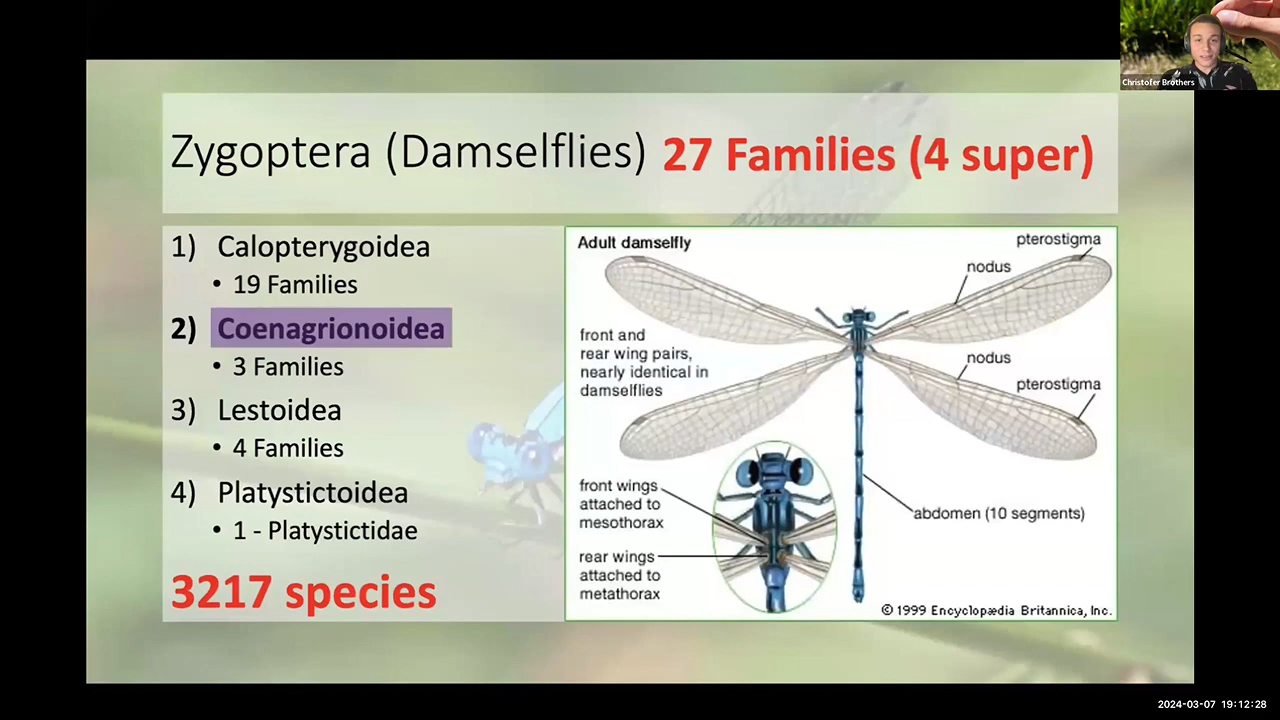 Christofer Brothers
Zygoptera (Damselflies) 27 Families (4 super)
1) Calopterygoidea
• 19 Families
2) Coenagrionoidea
• 3 Families
3) Lestoidea
• 4 Families
4) Platystictoidea
• 1 - Platystictidae
3217 species
Adult damselfly
pterostigma
nodus
front and
rear wing pairs,
nearly identical in
damselflies
nodus
pterostigma
front wings
attached to
mesothorax
rear wings
attached to
metathorax
abdomen (10 segments)
© 1999 Encyclopædia Britannica, Inc.
2024-03-07 19:12:28